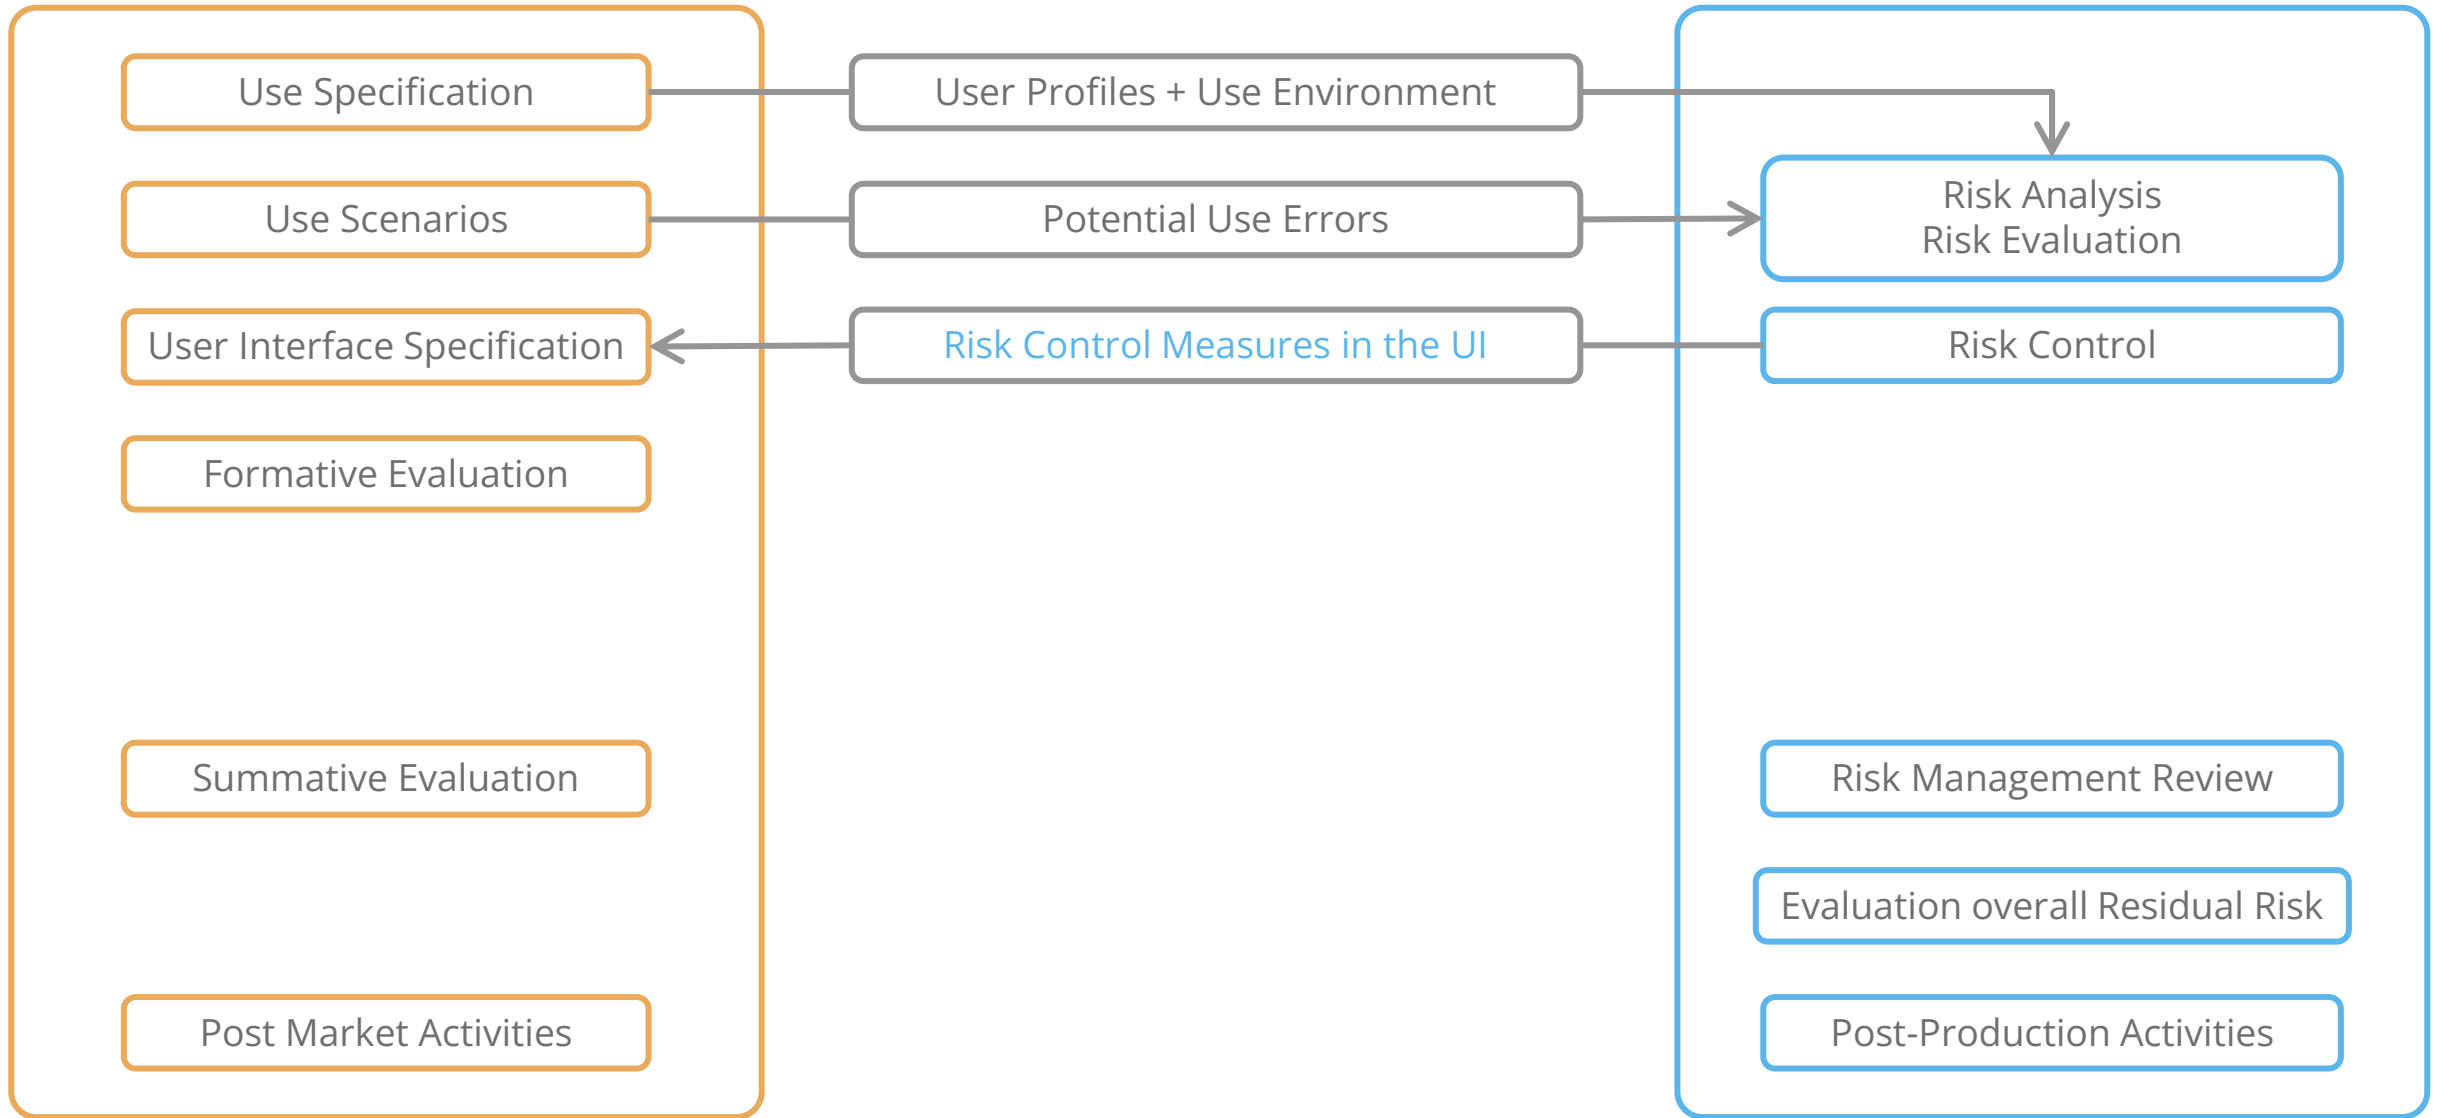 Use Specification
User Profiles + Use Environment
Use Scenarios
Potential Use Errors
Risk Analysis
Risk Evaluation
User Interface Specification
Risk Control Measures in the UI
Risk Control
Formative Evaluation
Summative Evaluation
Risk Management Review
Evaluation overall Residual Risk
Post Market Activities
Post-Production Activities